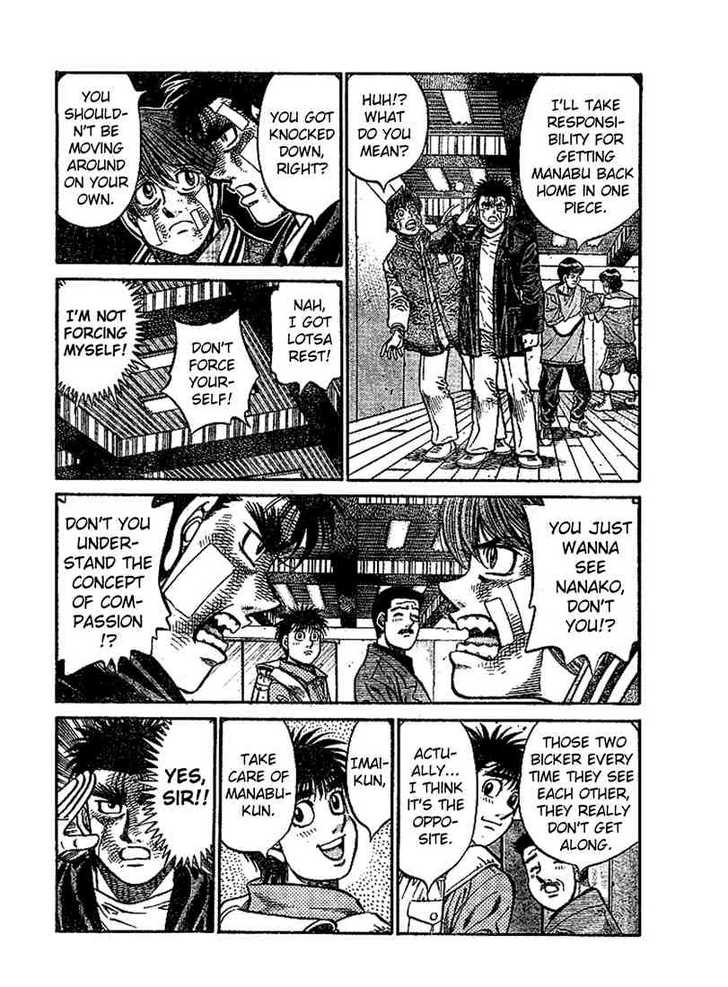 I'LL TAKE
RESPONSI-
BILITY FOR
GETTING
MANABU BACK
HOME IN ONE
PIECE.
HUH!?
WHAT
DO YOU
MEAN?
YOU GOT
KNOCKED
DOWN,
RIGHT?
YOU
SHOULD-
N'T BE
MOVING
AROUND
ON YOUR
OWN.
NAH,
I GOT
LOTSA
REST!
DON'T
FORCE
YOUR-
SELF!
I'M NOT
FORCING
MYSELF!
YOU JUST
WANNA
SEE
NANAKO,
DON'T
YOU!?
DON'T YOU
UNDER-
STAND THE
CONCEPT
OF COM-
PASSION
!?
THOSE TWO
BICKER EVERY
TIME THEY SEE
EACH OTHER,
THEY REALLY
DON'T GET
ALONG.
ACTU-
ALLY...
I THINK
IT'S THE
OPPO-
SITE.
IMAI-
KUN,
TAKE
CARE OF
MANABU-
KUN.
YES,
SIR!!